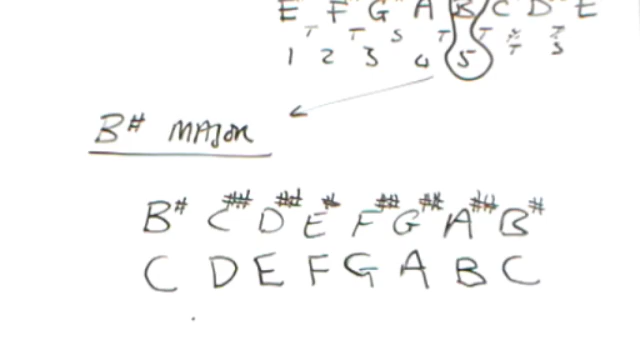 E F G A B C D E
T T S T T T S
1 2 3 4 5
B# MAJOR
B# C## D## E# F## G## A## B#
C D E F G A B C